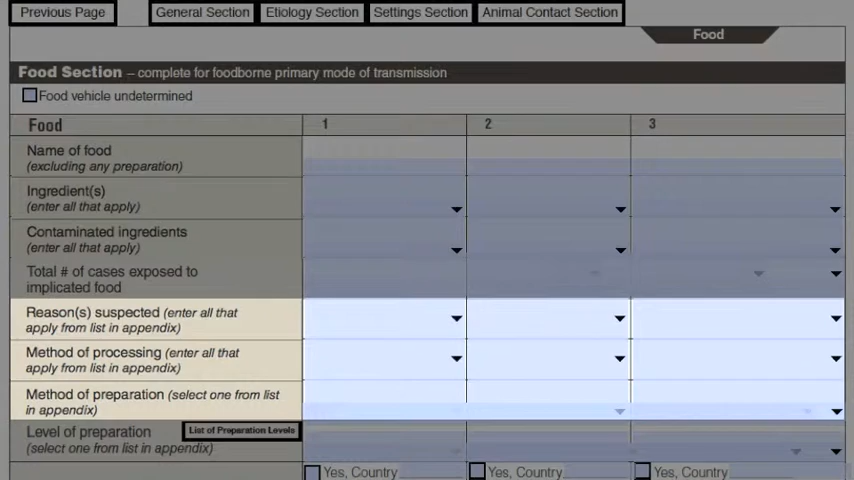 Previous Page
General Section
Etiology Section
Settings Section
Animal Contact Section
Food
Food Section – complete for foodborne primary mode of transmission
Food vehicle undetermined
Food 1 2 3
Name of food
(excluding any preparation)
Ingredient(s)
(enter all that apply)
Contaminated ingredients
(enter all that apply)
Total # of cases exposed to
implicated food
Reason(s) suspected (enter all that
apply from list in appendix)
Method of processing (enter all that
apply from list in appendix)
Method of preparation (select one from list
in appendix)
Level of preparation List of Preparation Levels
(select one from list in appendix)
Yes, Country Yes, Country Yes, Country